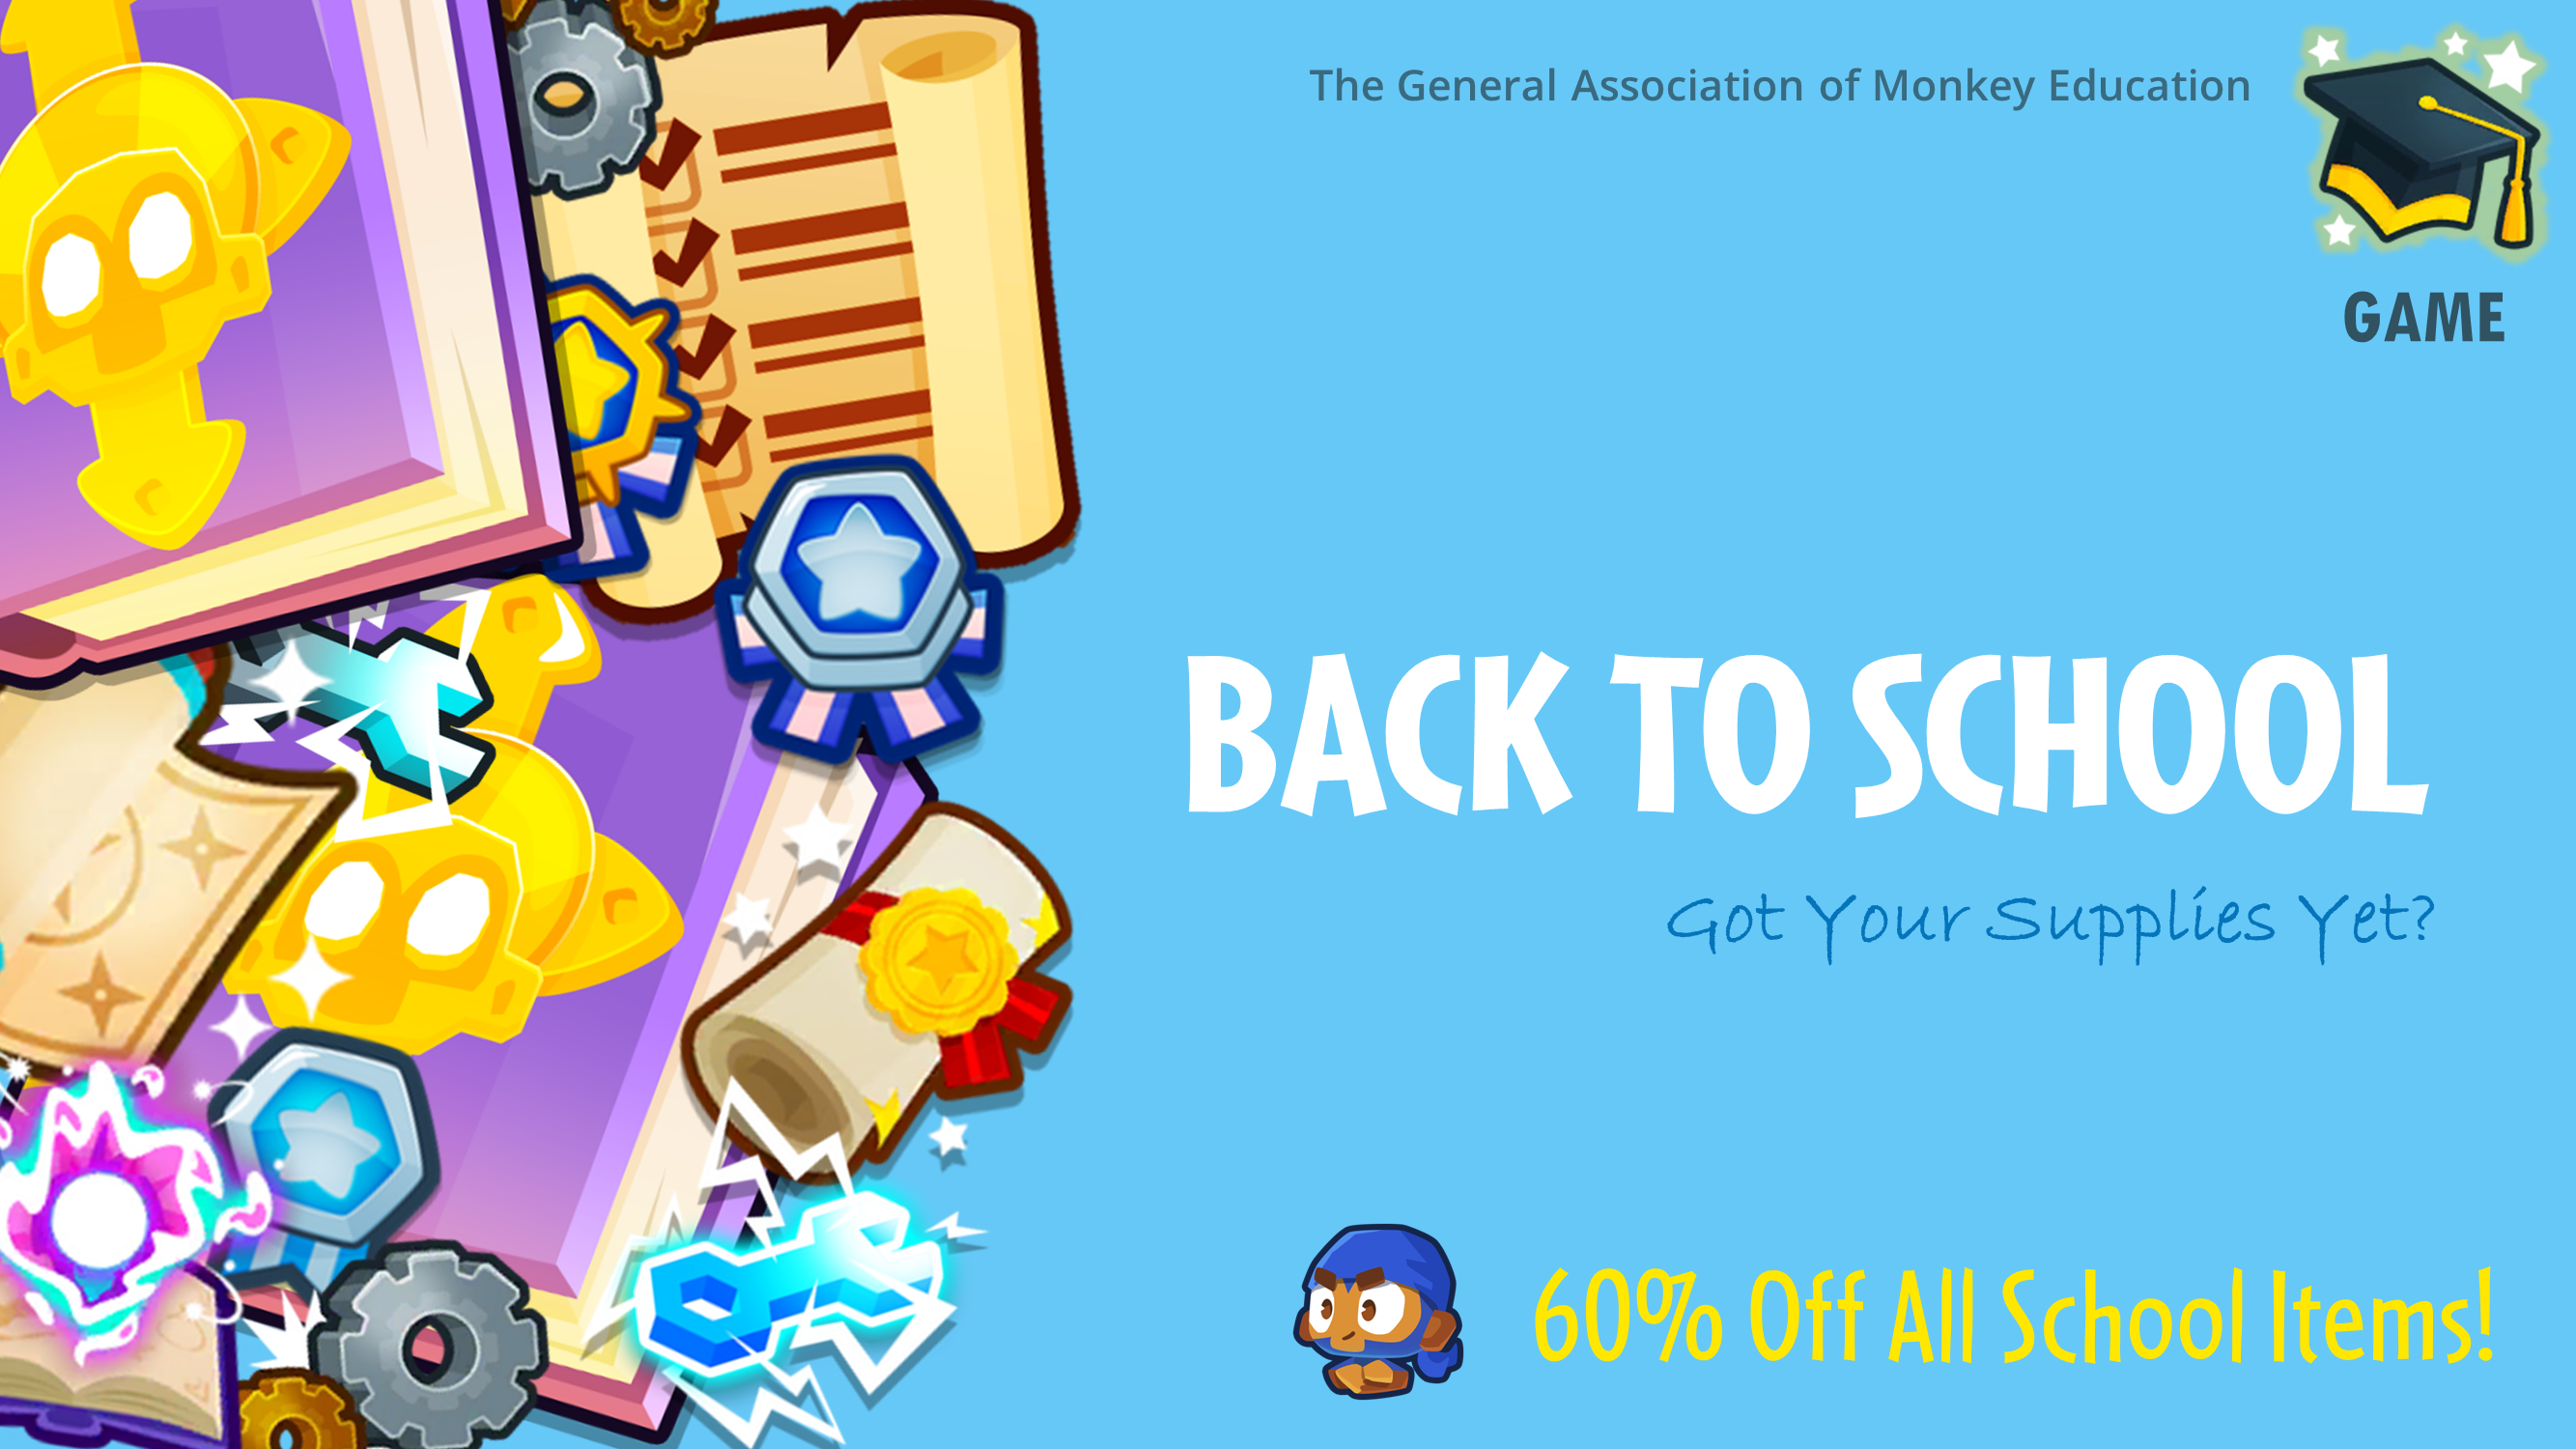 The General Association of Monkey Education
GAME
BACK TO SCHOOL
Got Your Supplies Yet?
60% Off All School Items!